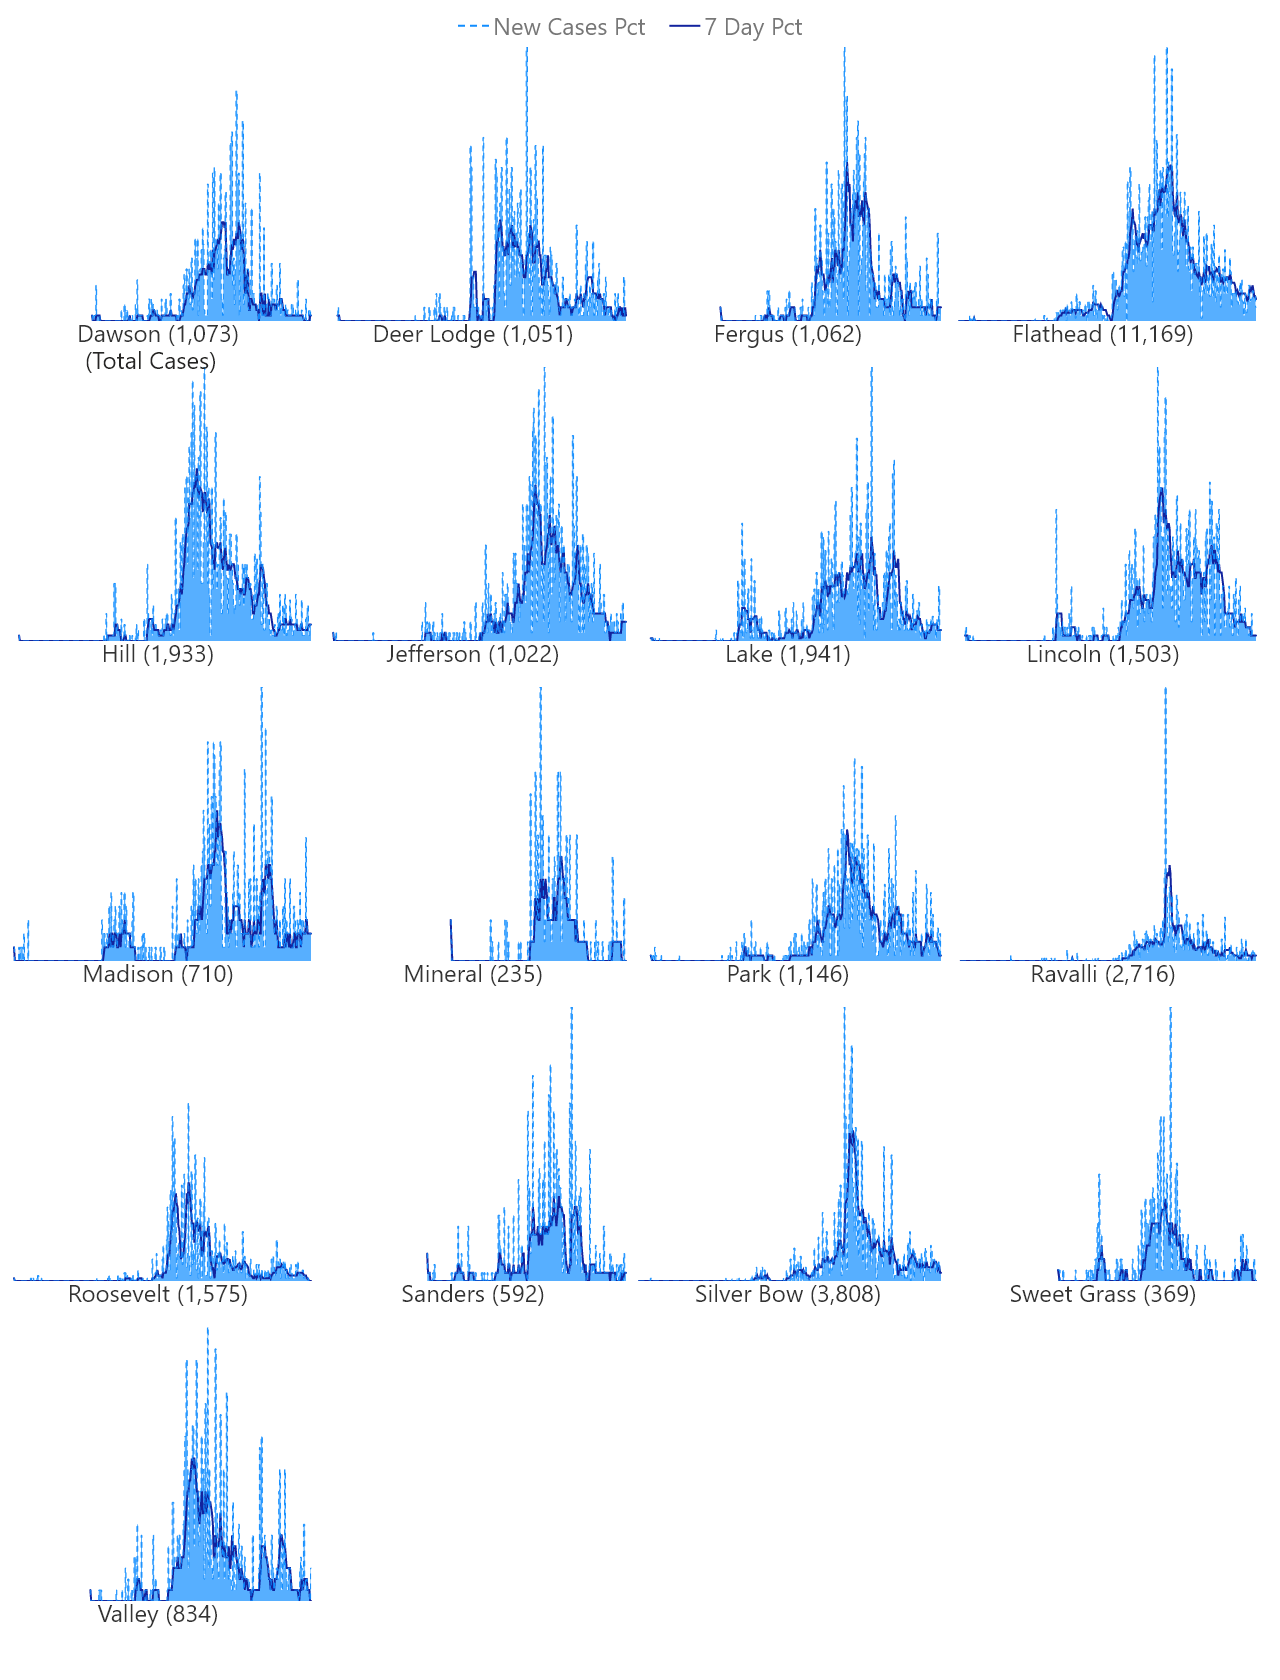 New Cases Pct 7 Day Pct
Dawson (1,073) Deer Lodge (1,051) Fergus (1,062) Flathead (11,169)
(Total Cases)
Hill (1,933) Jefferson (1,022) Lake (1,941) Lincoln (1,503)
Madison (710) Mineral (235) Park (1,146) Ravalli (2,716)
Roosevelt (1,575) Sanders (592) Silver Bow (3,808) Sweet Grass (369)
Valley (834)